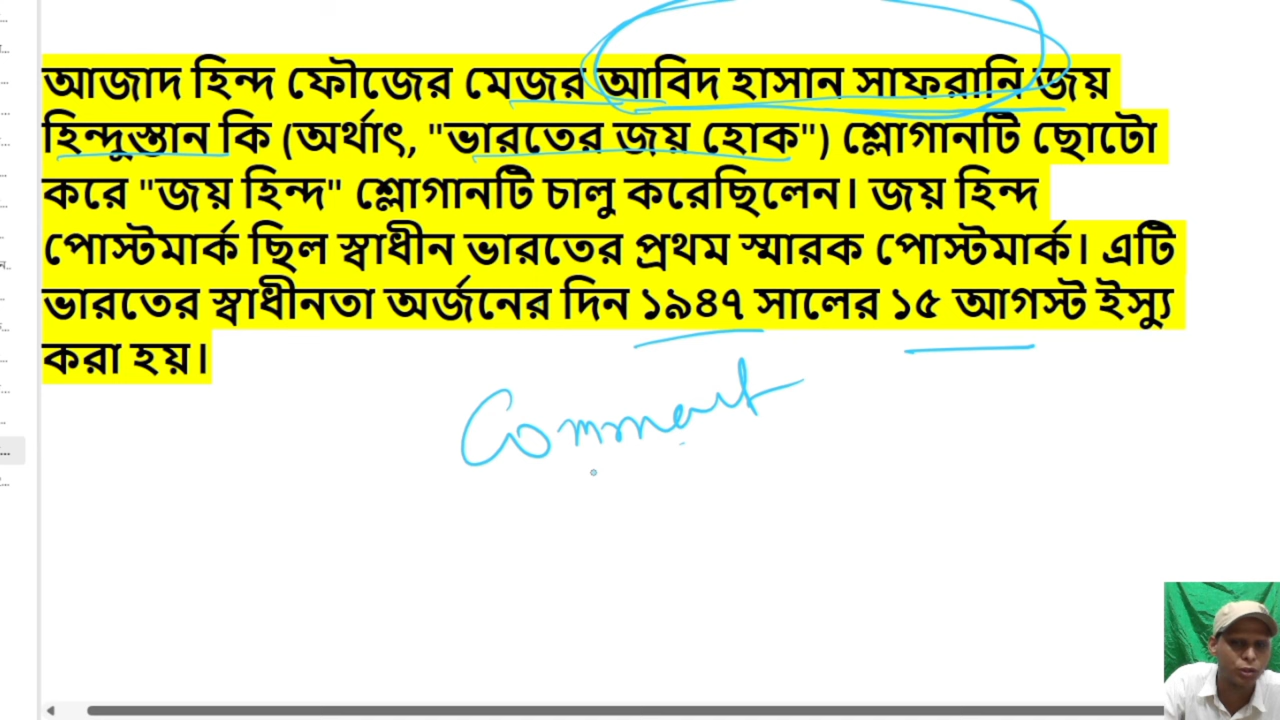 আজাদ হিন্দ ফৌজের মেজর আবিদ হাসান সাফরানি জয়
হিন্দুস্তান কি (অর্থাৎ, "ভারতের জয় হোক") শ্লোগানটি ছোটো
করে "জয় হিন্দ" শ্লোগানটি চালু করেছিলেন। জয় হিন্দ
পোস্টমার্ক ছিল স্বাধীন ভারতের প্রথম স্মারক পোস্টমার্ক। এটি
ভারতের স্বাধীনতা অর্জনের দিন ১৯৪৭ সালের ১৫ আগস্ট ইস্যু
করা হয়।
Comment